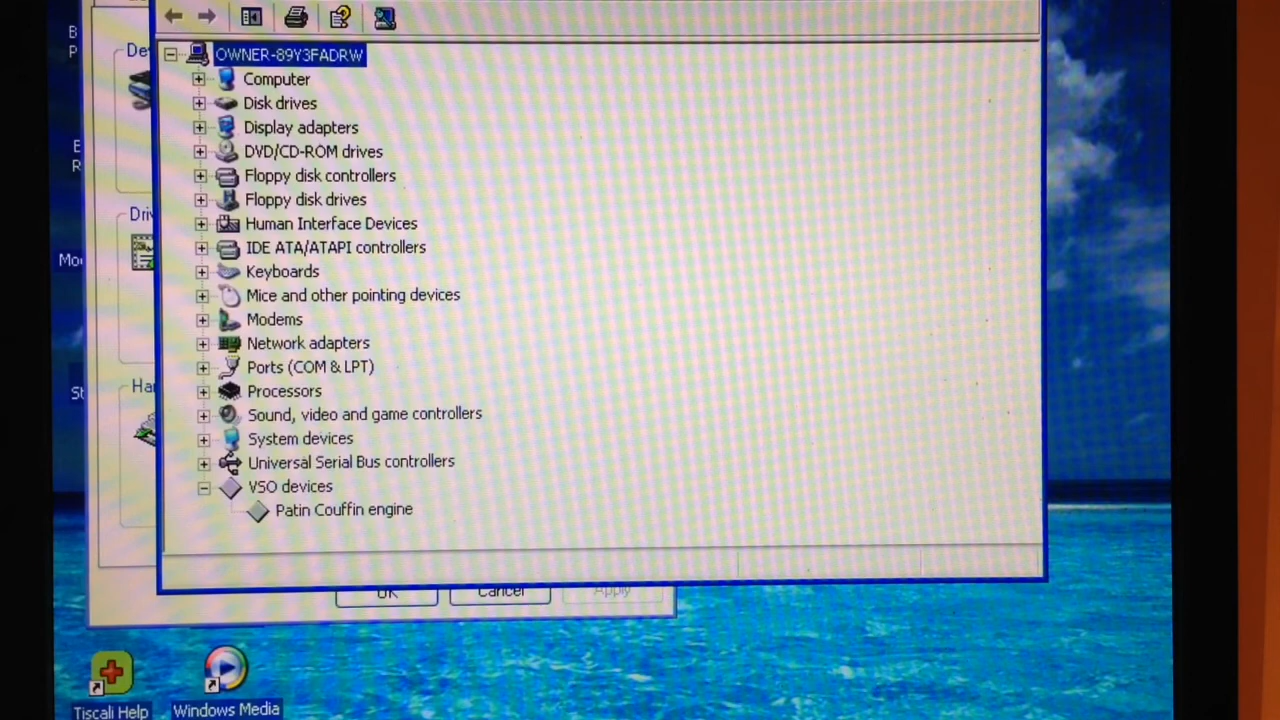 OWNER-89Y3FADRW
Computer
Disk drives
Display adapters
DVD/CD-ROM drives
Floppy disk controllers
Floppy disk drives
Human Interface Devices
IDE ATA/ATAPI controllers
Keyboards
Mice and other pointing devices
Modems
Network adapters
Ports (COM & LPT)
Processors
Sound, video and game controllers
System devices
Universal Serial Bus controllers
VSO devices
Patin Couffin engine
OK
Cancel
Apply
Tiscali Help
Windows Media